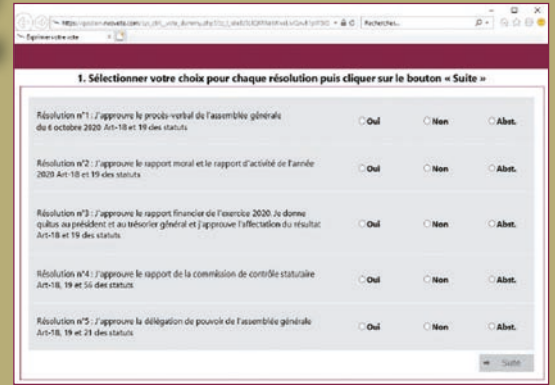 Rechercher...
Exprimer votre vote
1. Sélectionner votre choix pour chaque résolution puis cliquer sur le bouton « Suite »
Résolution n°1 : J'approuve le procès-verbal de l'assemblée générale
du 6 octobre 2020 Art-18 et 19 des statuts
Oui Non Abst.
Résolution n°2 : J'approuve le rapport moral et le rapport d'activité de l'année
2020 Art-18 et 19 des statuts
Oui Non Abst.
Résolution n°3 : J'approuve le rapport financier de l'exercice 2020. Je donne
quitus au président et au trésorier général et j'approuve l'affectation du résultat
Art-18 et 19 des statuts
Oui Non Abst.
Résolution n°4 : J'approuve le rapport de la commission de contrôle statutaire
Art-18, 19 et 56 des statuts
Oui Non Abst.
Résolution n°5 : J'approuve la délégation de pouvoir de l'assemblée générale
Art-18, 19 et 21 des statuts
Oui Non Abst.
Suite